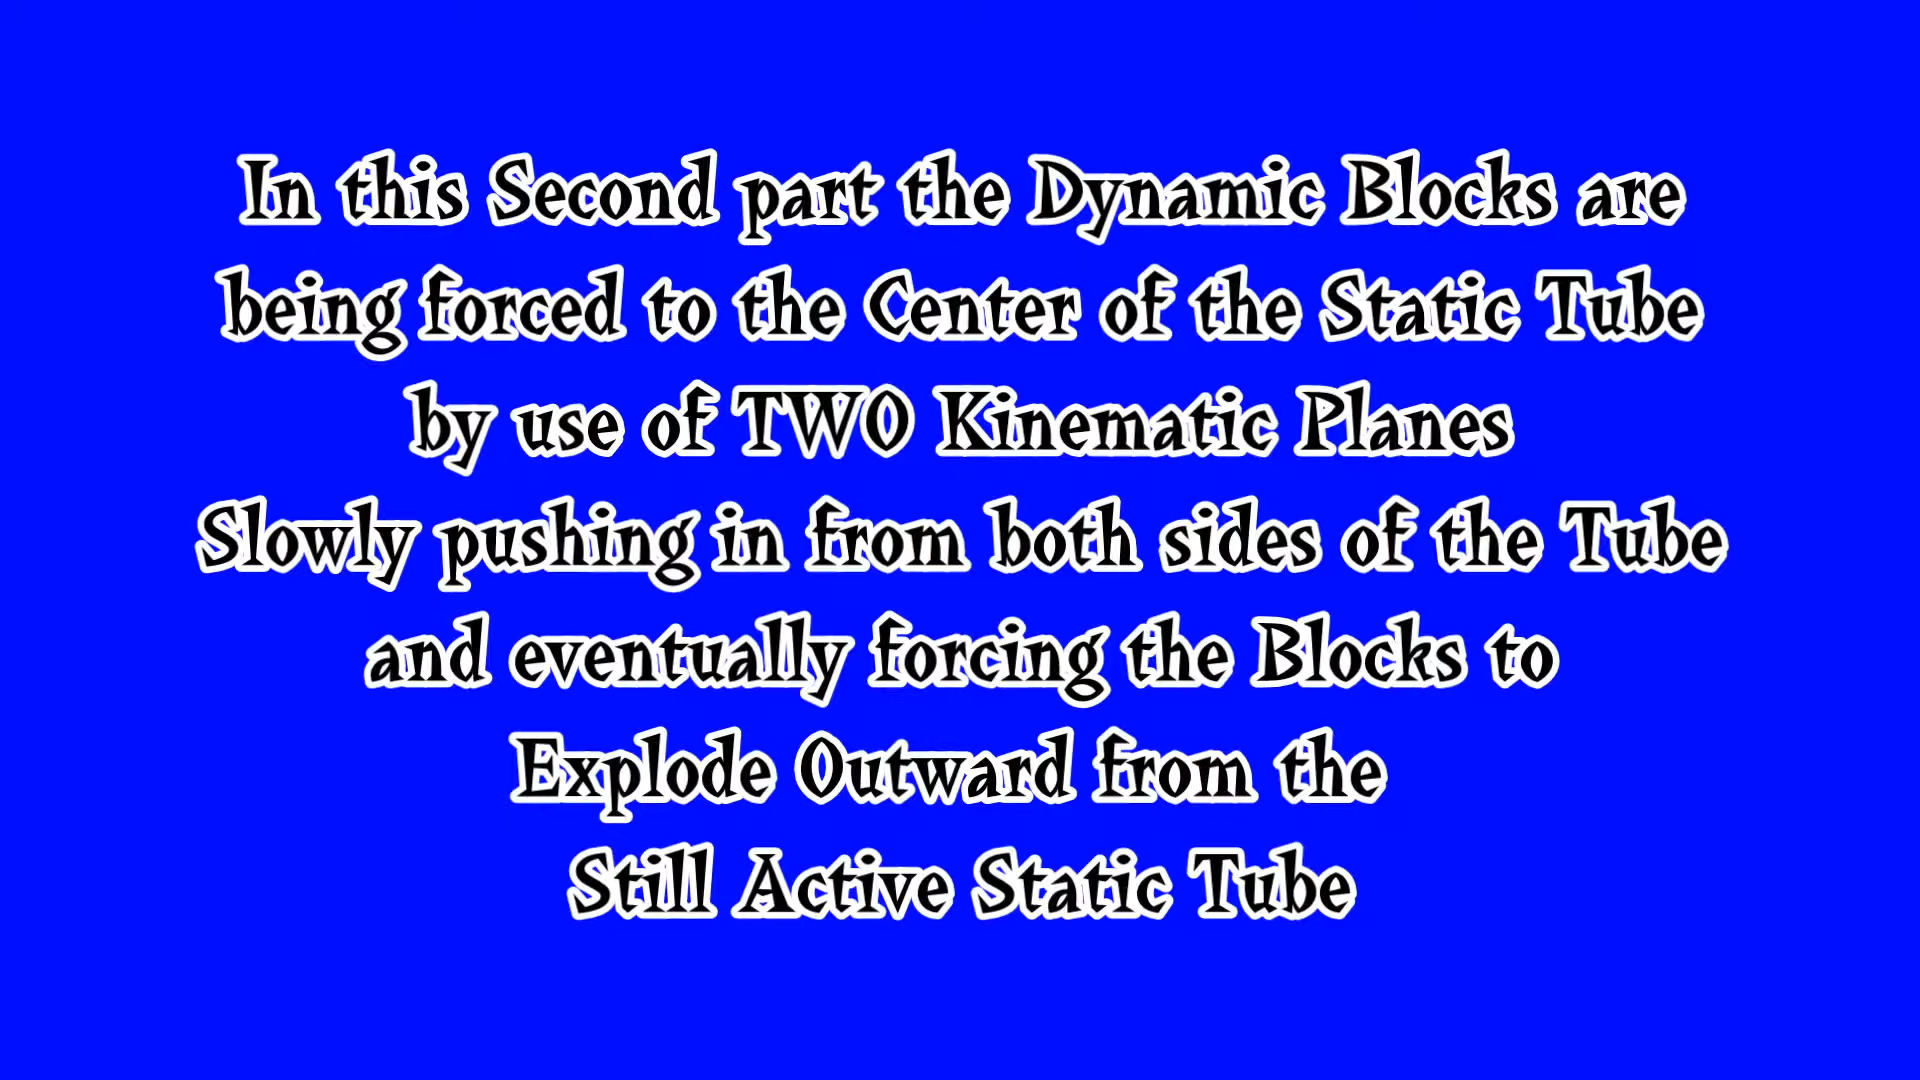 In this Second part the Dynamic Blocks are
being forced to the Center of the Static Tube
by use of TWO Kinematic Planes
Slowly pushing in from both sides of the Tube
and eventually forcing the Blocks to
Explode Outward from the
Still Active Static Tube